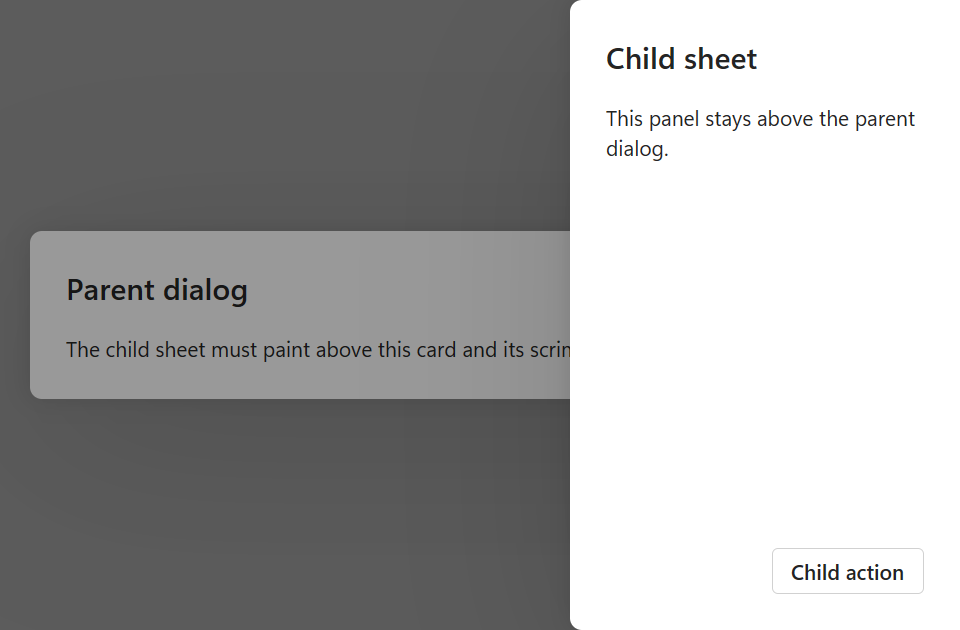 Child sheet
This panel stays above the parent
dialog.
Parent dialog
The child sheet must paint above this card and its
Child action